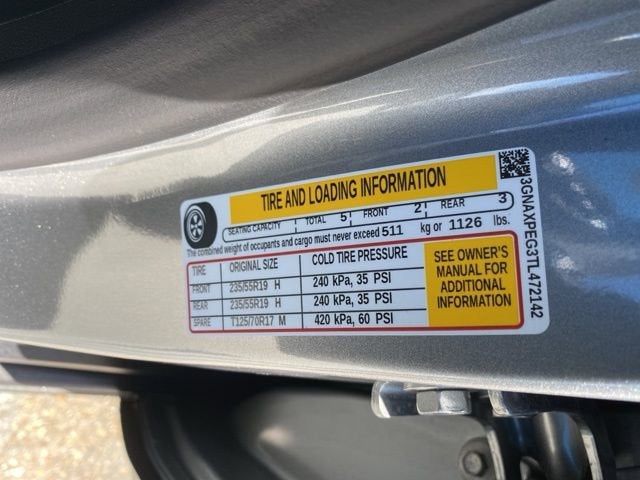 TIRE AND LOADING INFORMATION
SEATING CAPACITY TOTAL 5 FRONT 2 REAR 3
The combined weight of occupants and cargo must never exceed 511 kg or 1126 lbs.
TIRE ORIGINAL SIZE COLD TIRE PRESSURE
FRONT 235/55R19 H 240 kPa, 35 PSI
REAR 235/55R19 H 240 kPa, 35 PSI
SPARE T125/70R17 M 420 kPa, 60 PSI
SEE OWNER'S
MANUAL FOR
ADDITIONAL
INFORMATION
3GNAXPEG3TL472142